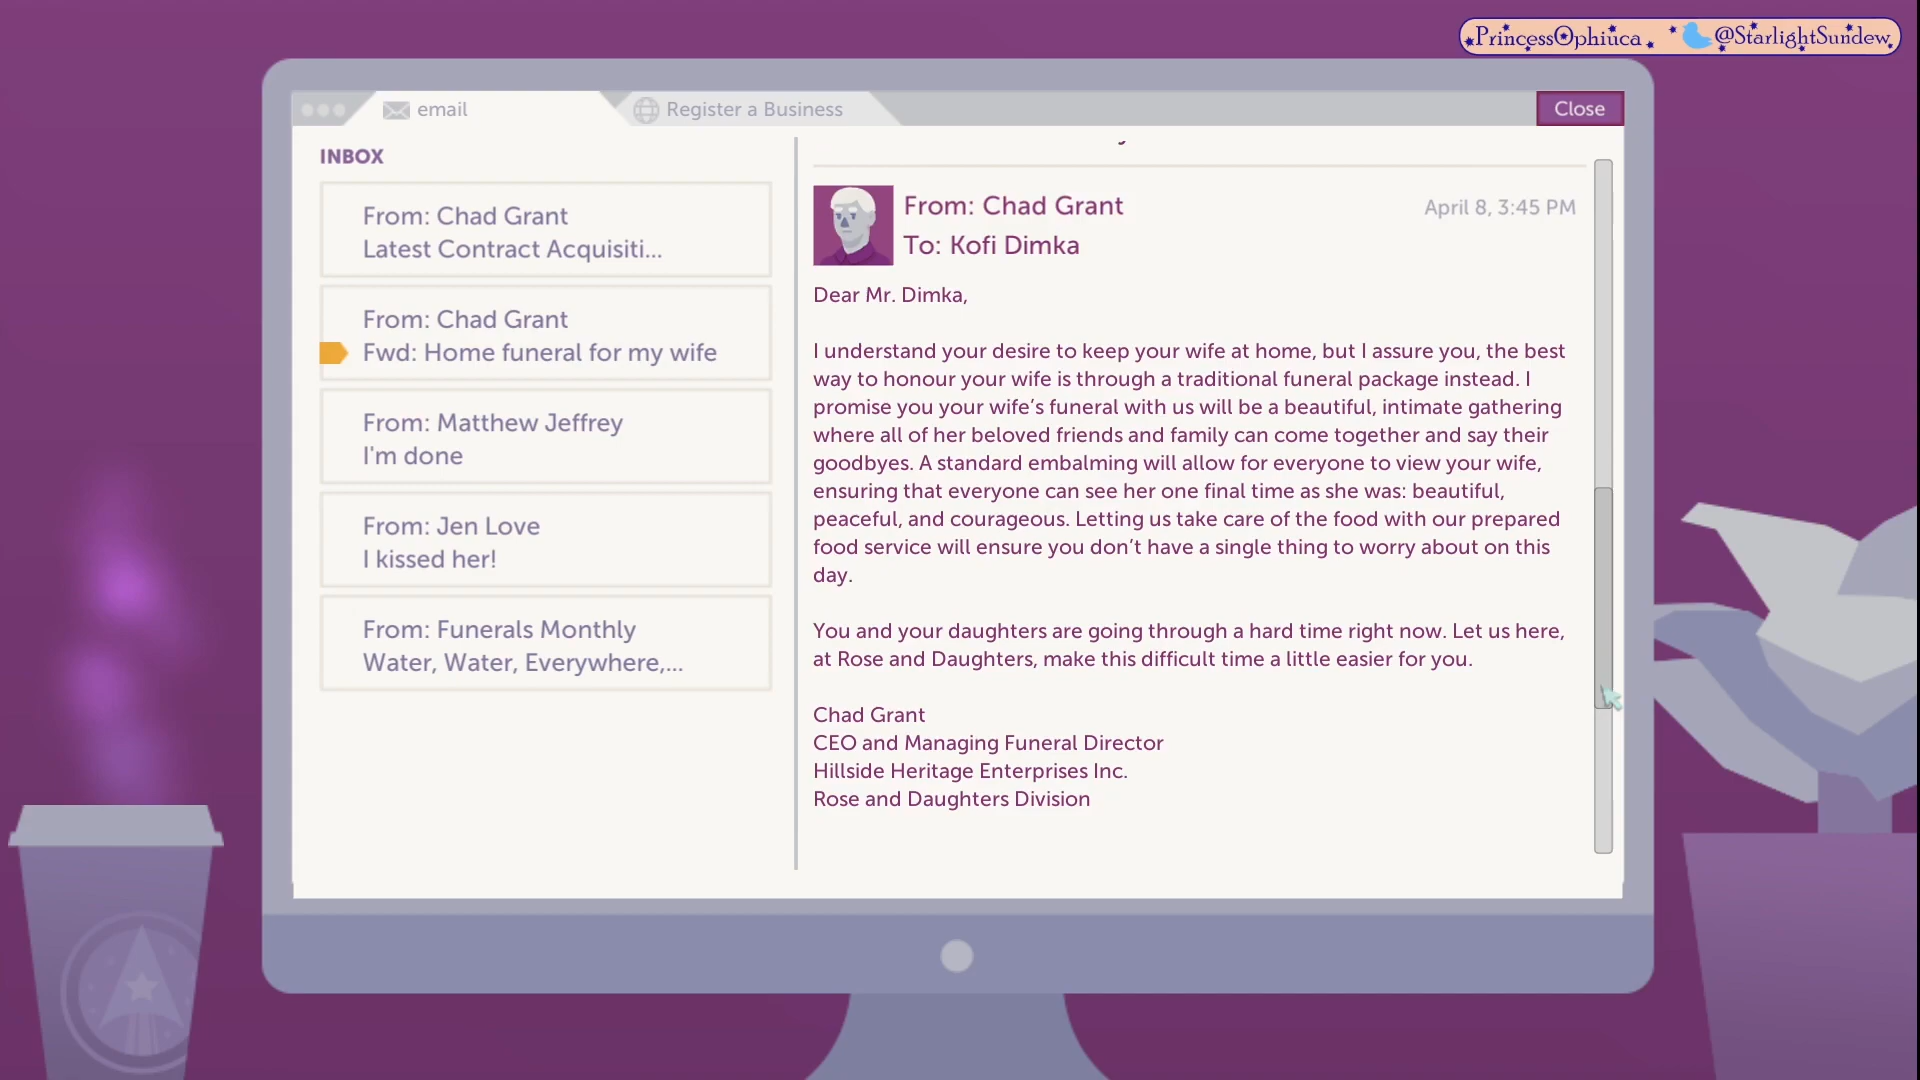 PrincessOphiuca @StarlightSundew
email
Register a Business
Close
INBOX
From: Chad Grant
Latest Contract Acquisiti...
From: Chad Grant
Fwd: Home funeral for my wife
From: Matthew Jeffrey
I'm done
From: Jen Love
I kissed her!
From: Funerals Monthly
Water, Water, Everywhere,...
From: Chad Grant
April 8, 3:45 PM
To: Kofi Dimka
Dear Mr. Dimka,
I understand your desire to keep your wife at home, but I assure you, the best
way to honour your wife is through a traditional funeral package instead. I
promise you your wife’s funeral with us will be a beautiful, intimate gathering
where all of her beloved friends and family can come together and say their
goodbyes. A standard embalming will allow for everyone to view your wife,
ensuring that everyone can see her one final time as she was: beautiful,
peaceful, and courageous. Letting us take care of the food with our prepared
food service will ensure you don’t have a single thing to worry about on this
day.
You and your daughters are going through a hard time right now. Let us here,
at Rose and Daughters, make this difficult time a little easier for you.
Chad Grant
CEO and Managing Funeral Director
Hillside Heritage Enterprises Inc.
Rose and Daughters Division